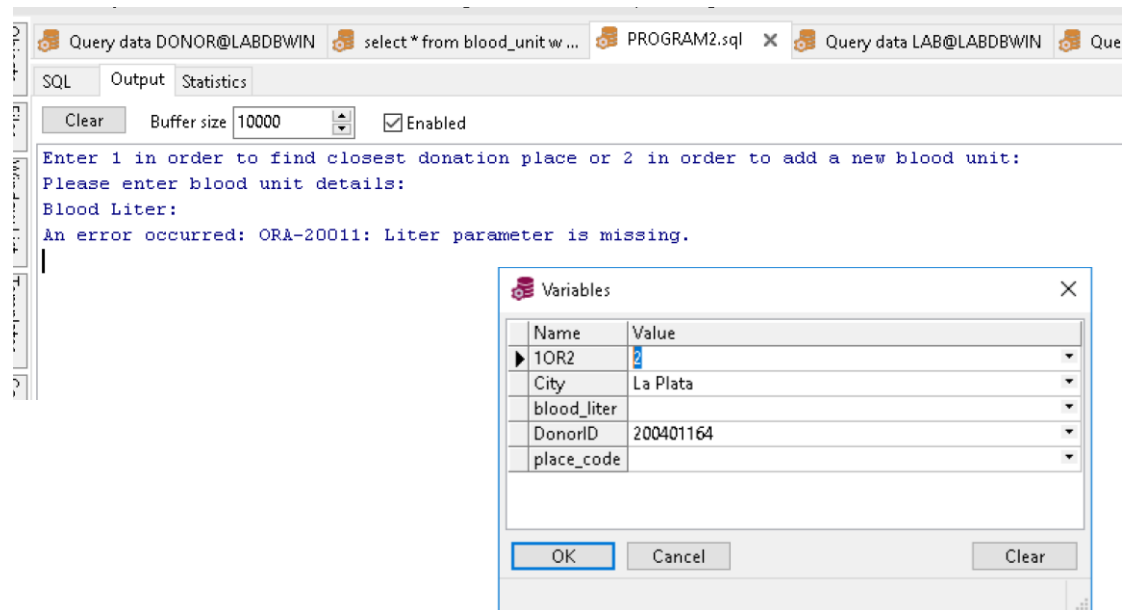 Query data DONOR@LABDBWIN select * from blood_unit w ... PROGRAM2.sql Query data LAB@LABDBWIN Que
SQL Output Statistics
Clear Buffer size 10000 Enabled
Enter 1 in order to find closest donation place or 2 in order to add a new blood unit:
Please enter blood unit details:
Blood Liter:
An error occurred: ORA-20011: Liter parameter is missing.
Variables
Name Value
1OR2 2
City La Plata
blood_liter
DonorID 200401164
place_code
OK Cancel Clear